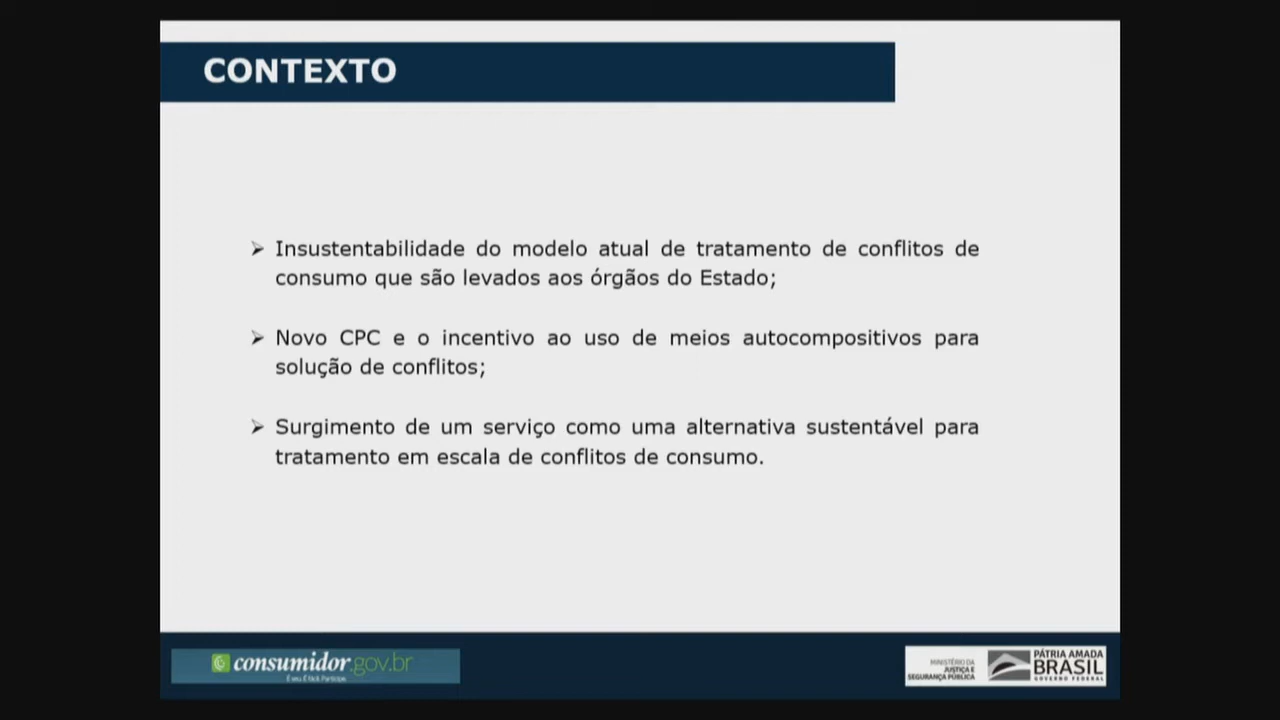 CONTEXTO
➢ Insustentabilidade do modelo atual de tratamento de conflitos de
consumo que são levados aos órgãos do Estado;
➢ Novo CPC e o incentivo ao uso de meios autocompositivos para
solução de conflitos;
➢ Surgimento de um serviço como uma alternativa sustentável para
tratamento em escala de conflitos de consumo.
consumidor.gov.br
É seu. É fácil. Participe.
MINISTÉRIO DA
JUSTIÇA E
SEGURANÇA PÚBLICA
PÁTRIA AMADA
BRASIL
GOVERNO FEDERAL